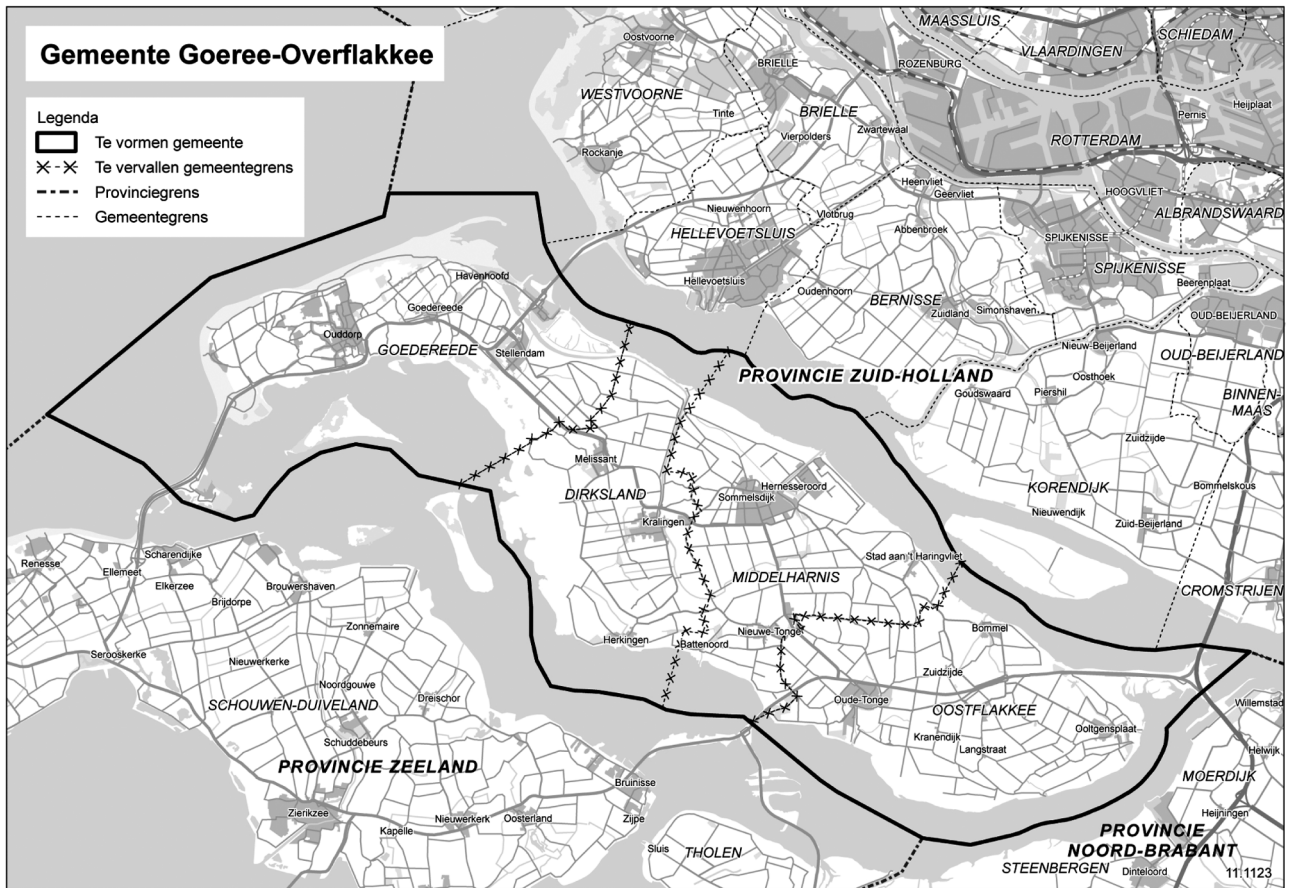 Gemeente Goeree-Overflakkee
Legenda
Te vormen gemeente
Te vervallen gemeentegrens
Provinciegrens
Gemeentegrens
MAASSLUIS
VLAARDINGEN
SCHIEDAM
Oostvoorne
BRIELLE
ROZENBURG
WESTVOORNE
Tinte
BRIELLE
Vierpolders
Zwartewaal
Pernis
Heijplaat
ROTTERDAM
Rockanje
Heenvliet
Geervliet
HOOGVLIET
ALBRANDSWAARD
Nieuwenhoorn
Vlotbrug
Abbenbroek
HELLEVOETSLUIS
SPIJKENISSE
SPIJKENISSE
Hellevoetsluis
Oudenhoorn
BERNISSE
Zuidland
Simonshaven
Beerenplaat
Havenhoofd
Goedereede
Ouddorp
GOEDEREEDE
Stellendam
OUD-BEIJERLAND
Nieuw-Beijerland
OUD-BEIJERLAND
PROVINCIE ZUID-HOLLAND
Oosthoek
Goudswaard
Piershil
BINNEN-
MAAS
Zuidzijde
Melissant
DIRKSLAND
Hernesseroord
Sommelsdijk
Kralingen
KORENDIJK
Bommelskous
Nieuwendijk
Zuid-Beijerland
Renesse
Scharendijke
Ellemeet
Elkerzee
Brouwershaven
Brijdorpe
Zonnemaire
Stad aan 't Haringvliet
MIDDELHARNIS
CROMSTRIJEN
Herkingen
Battenoord
Nieuwe-Tonge
Bommel
Serooskerke
Nieuwerkerke
Noordgouwe
Dreischor
SCHOUWEN-DUIVELAND
Schuddebeurs
Zuidzijde
Oude-Tonge
OOSTFLAKKEE
Kranendijk
Langstraat
Ooltgensplaat
Willemstad
Helwijk
PROVINCIE ZEELAND
Bruinisse
MOERDIJK
Zierikzee
Kapelle
Nieuwerkerk
Oosterland
Zijpe
Heijningen
Sluis
THOLEN
PROVINCIE
NOORD-BRABANT
STEENBERGEN
Dinteloord
11.1123